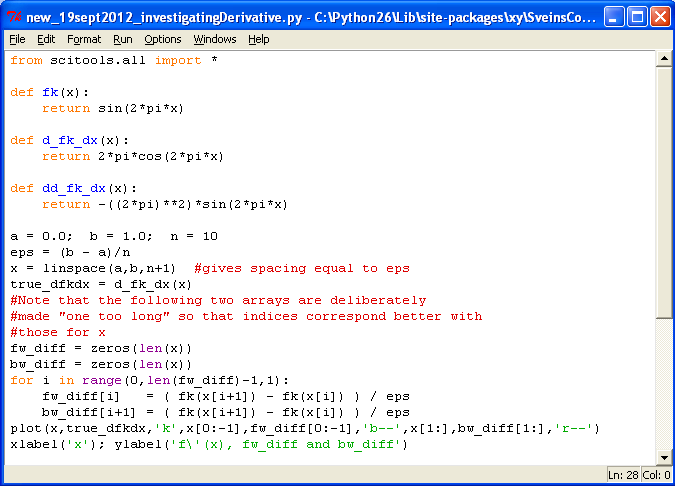 7% new_19sept2012_investigatingDerivative.py - C:\Python26\Lib\site-packages\xy\SveinsCo...
File Edit Format Run Options Windows Help
from scitools.all import *
def fk(x):
    return sin(2*pi*x)
def d_fk_dx(x):
    return 2*pi*cos(2*pi*x)
def dd_fk_dx(x):
    return -((2*pi)**2)*sin(2*pi*x)
a = 0.0;  b = 1.0;  n = 10
eps = (b - a)/n
x = linspace(a,b,n+1)  #gives spacing equal to eps
true_dfkdx = d_fk_dx(x)
#Note that the following two arrays are deliberately
#made "one too long" so that indices correspond better with
#those for x
fw_diff = zeros(len(x))
bw_diff = zeros(len(x))
for i in range(0,len(fw_diff)-1,1):
    fw_diff[i]   = ( fk(x[i+1]) - fk(x[i]) ) / eps
    bw_diff[i+1] = ( fk(x[i+1]) - fk(x[i]) ) / eps
plot(x,true_dfkdx,'k',x[0:-1],fw_diff[0:-1],'b--',x[1:],bw_diff[1:],'r--')
xlabel('x'); ylabel('f\'(x), fw_diff and bw_diff')
Ln: 28 Col: 0